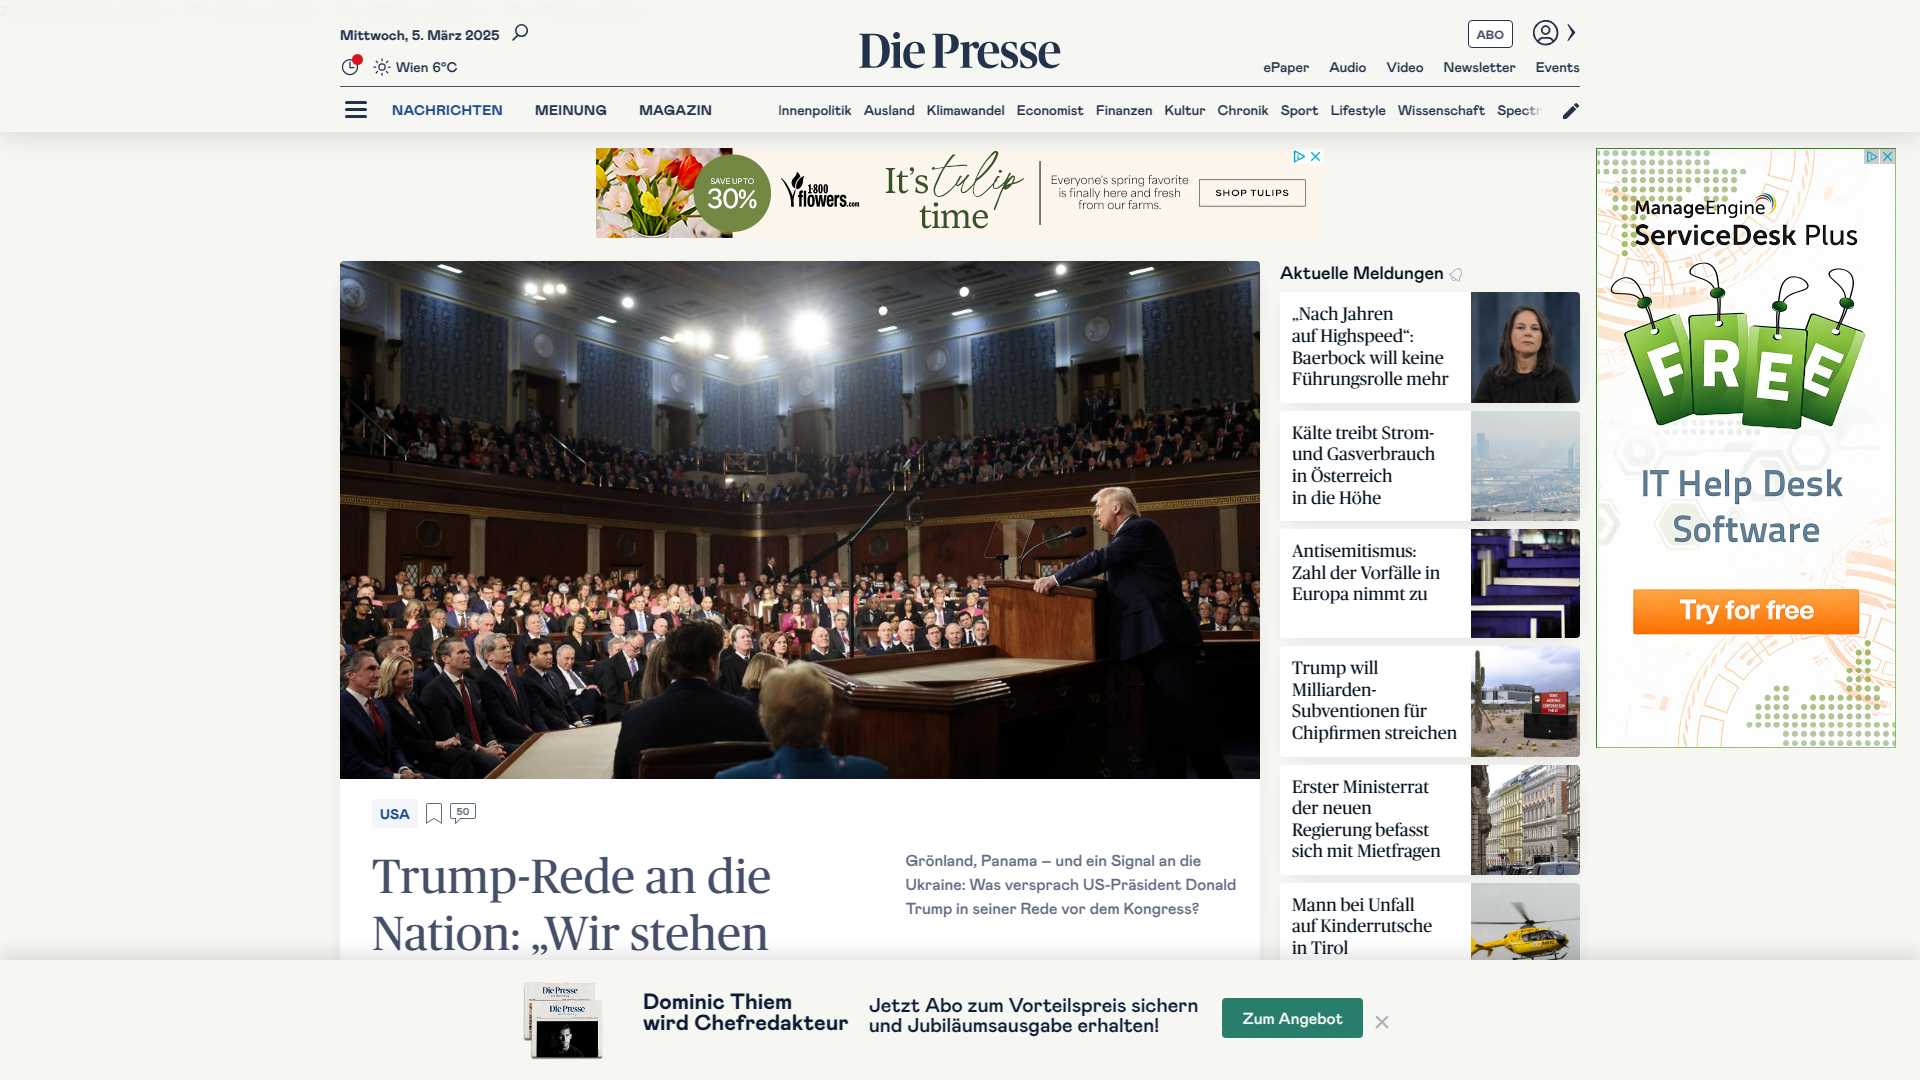 Mittwoch, 5. März 2025
Die Presse
ABO
Wien 6°C
ePaper Audio Video Newsletter Events
NACHRICHTEN MEINUNG MAGAZIN
Innenpolitik Ausland Klimawandel Economist Finanzen Kultur Chronik Sport Lifestyle Wissenschaft Spectr
SAVE UP TO
30%
1-800
flowers.com
It's tulip
time
Everyone's spring favorite
is finally here and fresh
from our farms.
SHOP TULIPS
ManageEngine
ServiceDesk Plus
FREE
IT Help Desk
Software
Try for free
Aktuelle Meldungen
„Nach Jahren
auf Highspeed“:
Baerbock will keine
Führungsrolle mehr
Kälte treibt Strom-
und Gasverbrauch
in Österreich
in die Höhe
Antisemitismus:
Zahl der Vorfälle in
Europa nimmt zu
Trump will
Milliarden-
Subventionen für
Chipfirmen streichen
Erster Ministerrat
der neuen
Regierung befasst
sich mit Mietfragen
Mann bei Unfall
auf Kinderrutsche
in Tirol
USA
50
Trump-Rede an die
Nation: „Wir stehen
Grönland, Panama – und ein Signal an die
Ukraine: Was versprach US-Präsident Donald
Trump in seiner Rede vor dem Kongress?
Die Presse
Die Presse
Dominic Thiem
wird Chefredakteur
Jetzt Abo zum Vorteilspreis sichern
und Jubiläumsausgabe erhalten!
Zum Angebot